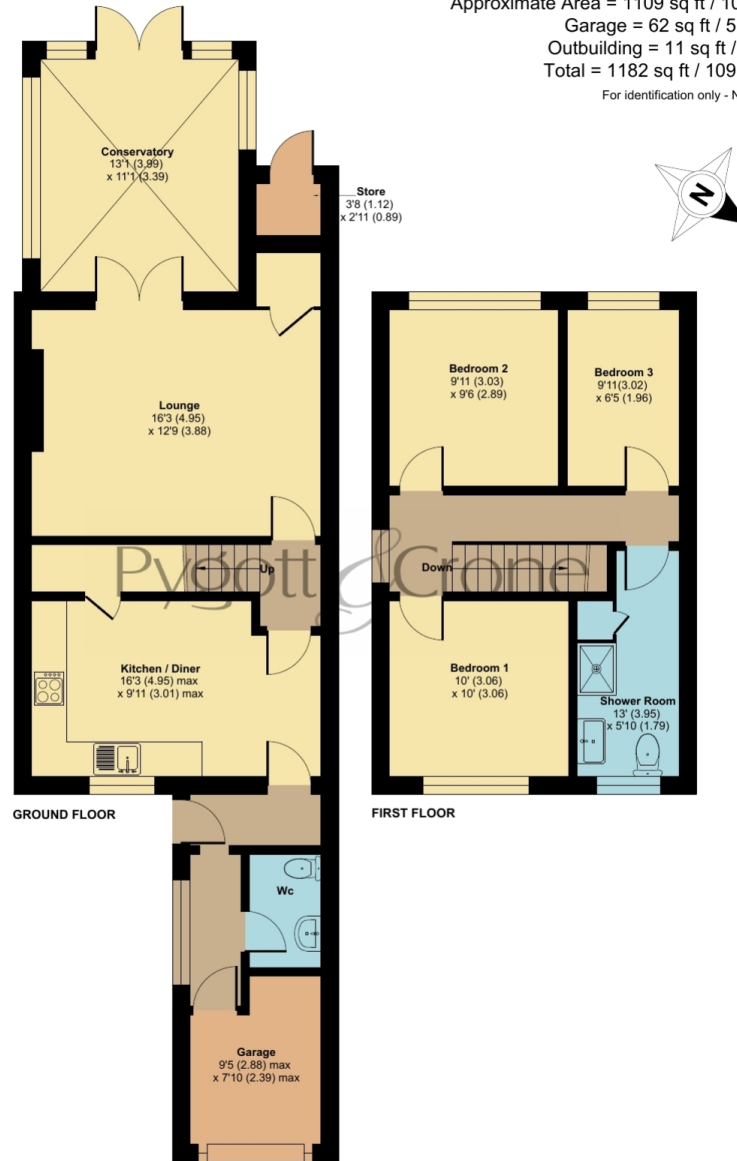 Approximate Area = 1109 sq ft / 10
Garage = 62 sq ft / 5
Outbuilding = 11 sq ft /
Total = 1182 sq ft / 109
For identification only - N
N
Conservatory
13'1 (3.99)
x 11'1 (3.39)
Store
3'8 (1.12)
x 2'11 (0.89)
Lounge
16'3 (4.95)
x 12'9 (3.88)
Bedroom 2
9'11 (3.03)
x 9'6 (2.89)
Bedroom 3
9'11(3.02)
x 6'5 (1.96)
Pygott & Crone
Up
Down
Kitchen / Diner
16'3 (4.95) max
x 9'11 (3.01) max
Bedroom 1
10' (3.06)
x 10' (3.06)
Shower Room
13' (3.95)
x 5'10 (1.79)
GROUND FLOOR
FIRST FLOOR
Wc
Garage
9'5 (2.88) max
x 7'10 (2.39) max